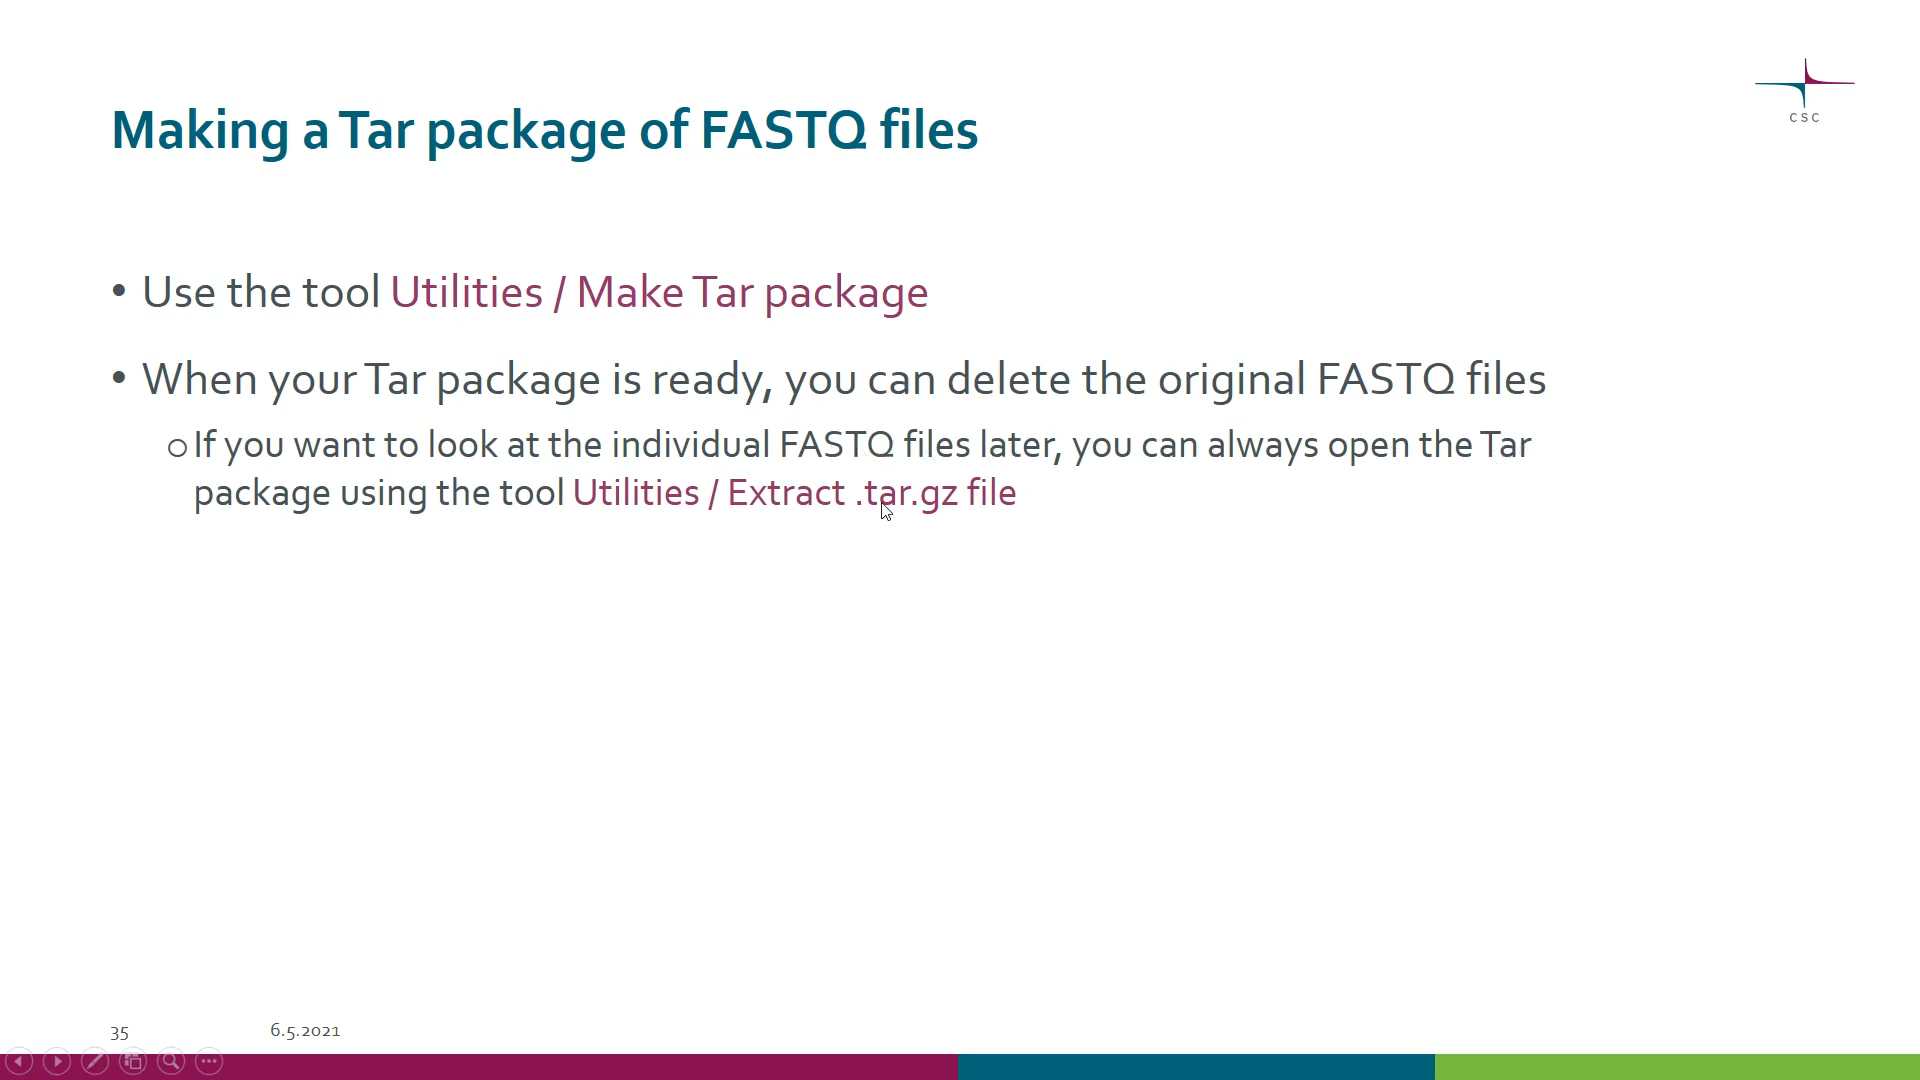 CSC
Making a Tar package of FASTQ files
• Use the tool Utilities / Make Tar package
• When your Tar package is ready, you can delete the original FASTQ files
o If you want to look at the individual FASTQ files later, you can always open the Tar
package using the tool Utilities / Extract .tar.gz file
35 6.5.2021